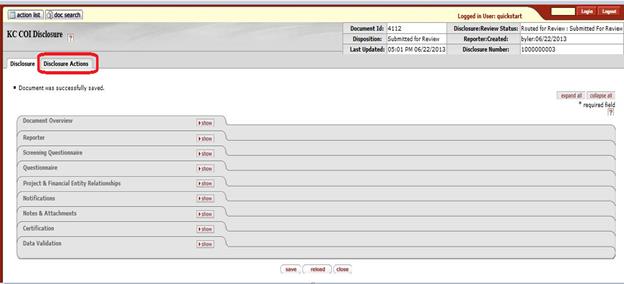 action list doc search
Logged in User: quickstart
Login Logout
KC COI Disclosure ?
Document Id: 4112 Disclosure:Review Status: Routed for Review : Submitted For Review
Disposition: Submitted for Review Reporter:Created: byler:06/22/2013
Last Updated: 05:01 PM 06/22/2013 Disclosure Number: 1000000003
Disclosure Disclosure Actions
Document was successfully saved.
expand all collapse all
* required field
?
Document Overview show
Reporter show
Screening Questionnaire show
Questionnaire show
Project & Financial Entity Relationships show
Notifications show
Notes & Attachments show
Certification show
Data Validation show
save reload close